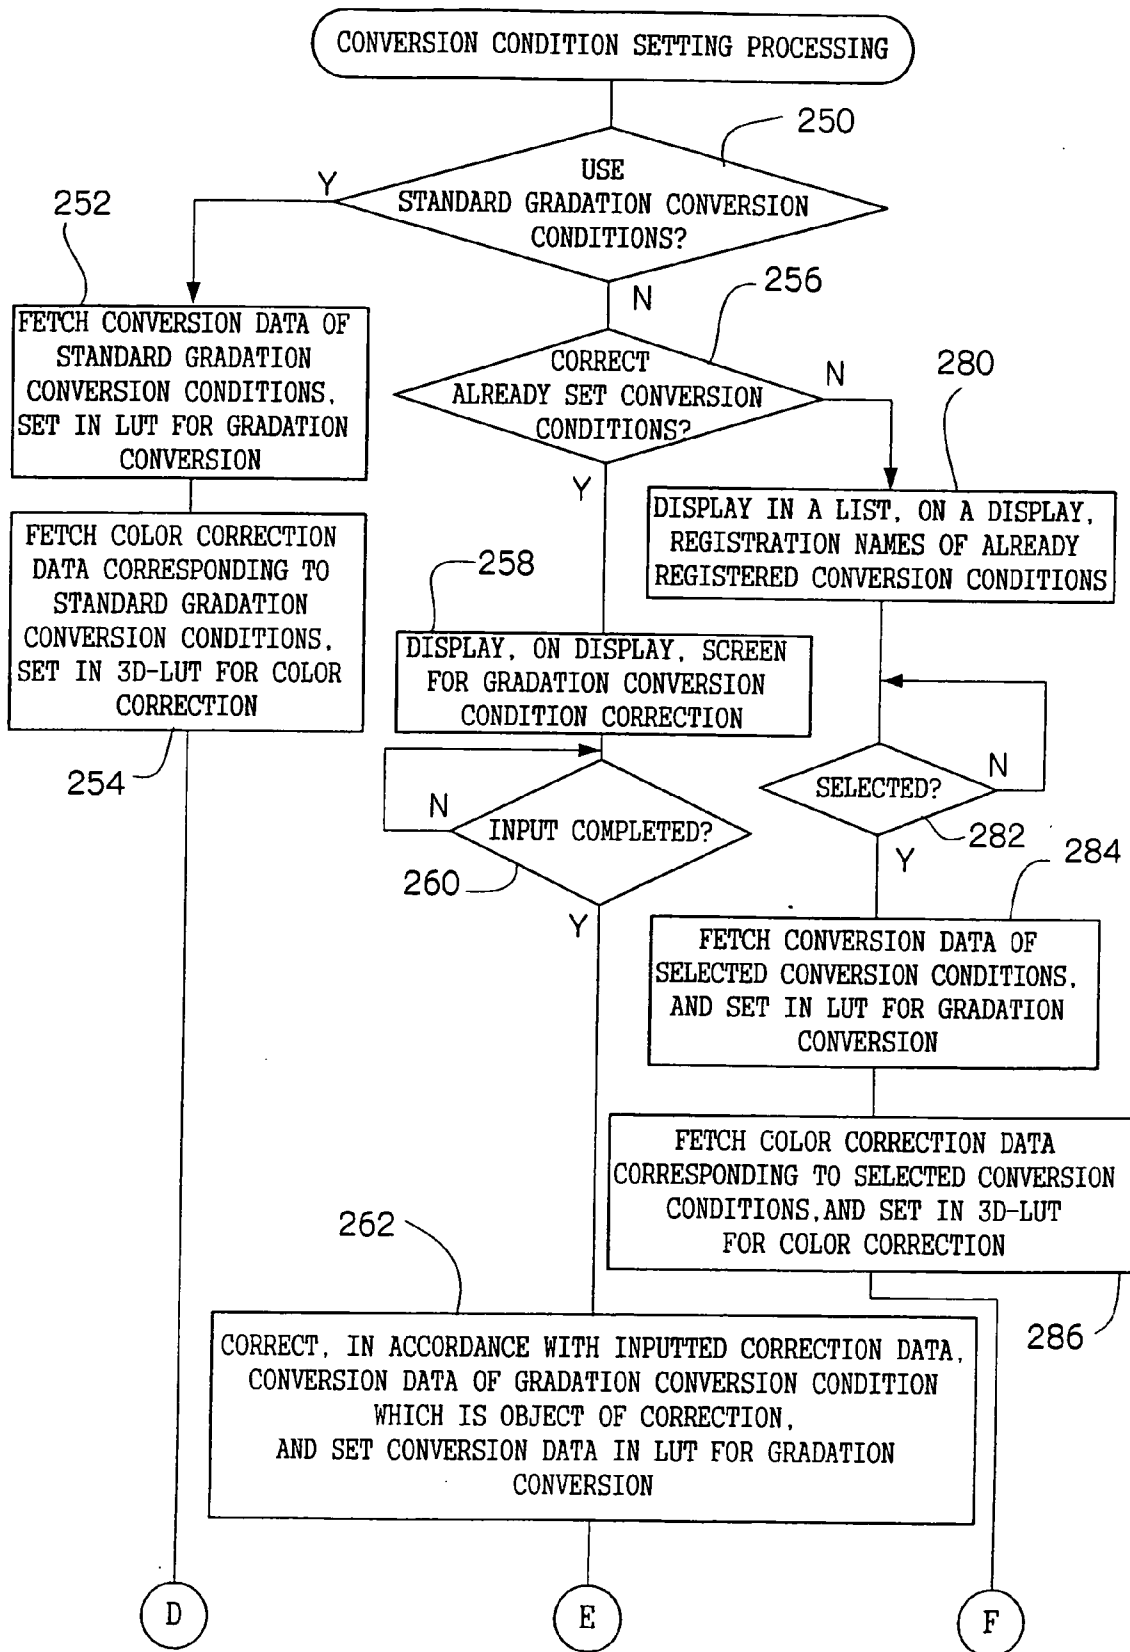 CONVERSION CONDITION SETTING PROCESSING
250
USE
STANDARD GRADATION CONVERSION
CONDITIONS?
Y
N
252
FETCH CONVERSION DATA OF
STANDARD GRADATION
CONVERSION CONDITIONS,
SET IN LUT FOR GRADATION
CONVERSION
FETCH COLOR CORRECTION
DATA CORRESPONDING TO
STANDARD GRADATION
CONVERSION CONDITIONS,
SET IN 3D-LUT FOR COLOR
CORRECTION
254
256
CORRECT
ALREADY SET CONVERSION
CONDITIONS?
N
Y
258
DISPLAY, ON DISPLAY, SCREEN
FOR GRADATION CONVERSION
CONDITION CORRECTION
N
INPUT COMPLETED?
260
Y
262
CORRECT, IN ACCORDANCE WITH INPUTTED CORRECTION DATA,
CONVERSION DATA OF GRADATION CONVERSION CONDITION
WHICH IS OBJECT OF CORRECTION,
AND SET CONVERSION DATA IN LUT FOR GRADATION
CONVERSION
280
DISPLAY IN A LIST, ON A DISPLAY,
REGISTRATION NAMES OF ALREADY
REGISTERED CONVERSION CONDITIONS
SELECTED?
N
282
Y
284
FETCH CONVERSION DATA OF
SELECTED CONVERSION CONDITIONS,
AND SET IN LUT FOR GRADATION
CONVERSION
FETCH COLOR CORRECTION DATA
CORRESPONDING TO SELECTED CONVERSION
CONDITIONS,AND SET IN 3D-LUT
FOR COLOR CORRECTION
286
D
E
F